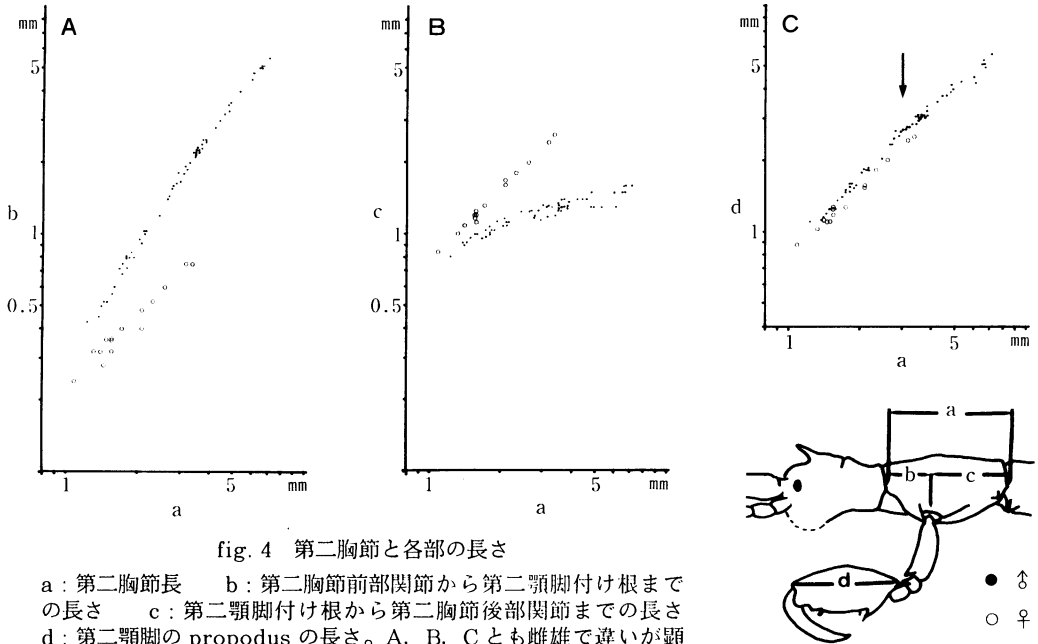 mm A
5
b
1
0.5
1 5 mm
a
mm B
5
c
1
0.5
1 5 mm
a
mm C
5
d
1
1 5 mm
a
a
b c
d
● ♂
○ ♀
fig. 4 第二胸節と各部の長さ
a：第二胸節長 b：第二胸節前部関節から第二顎脚付け根まで
の長さ c：第二顎脚付け根から第二胸節後部関節までの長さ
d：第二顎脚の propodus の長さ。A, B, Cとも雌雄で違いが顕